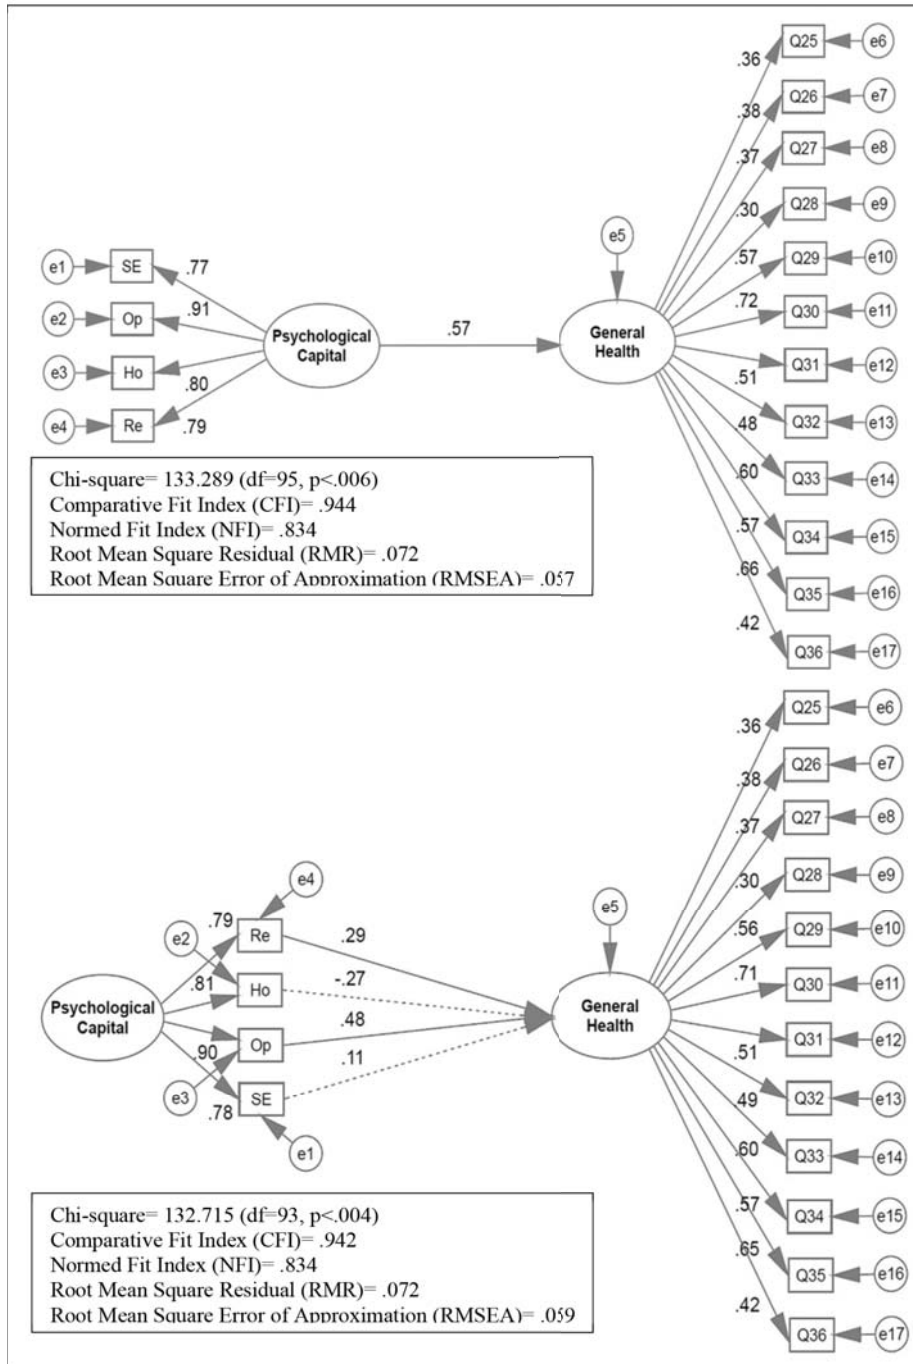 Q25 e6
.36
Q26 e7
.38
Q27 e8
.37
Q28 e9
.30
e5
Q29 e10
.57
e1 SE .77
.72
Q30 e11
e2 Op .91
Psychological
Capital
.57
General
Health
Q31 e12
.51
e3 Ho
.80
Q32 e13
.48
e4 Re .79
Q33 e14
.60
Chi-square= 133.289 (df=95, p<.006)
Comparative Fit Index (CFI)= .944
Normed Fit Index (NFI)= .834
Root Mean Square Residual (RMR)= .072
Root Mean Square Error of Approximation (RMSEA)= .057
Q34 e15
.57
.66
Q35 e16
.42
Q36 e17
Q25 e6
.36
Q26 e7
.38
Q27 e8
.37
e4
Q28 e9
.30
e5
.79 Re .29
Q29 e10
.56
e2
.71
Q30 e11
.81 Ho -.27
Psychological
Capital
General
Health
.48
Op
Q31 e12
.51
.90 .11
e3 .78 SE
Q32 e13
.49
e1
Q33 e14
.60
Q34 e15
.57
.65
Q35 e16
.42
Q36 e17
Chi-square= 132.715 (df=93, p<.004)
Comparative Fit Index (CFI)= .942
Normed Fit Index (NFI)= .834
Root Mean Square Residual (RMR)= .072
Root Mean Square Error of Approximation (RMSEA)= .059